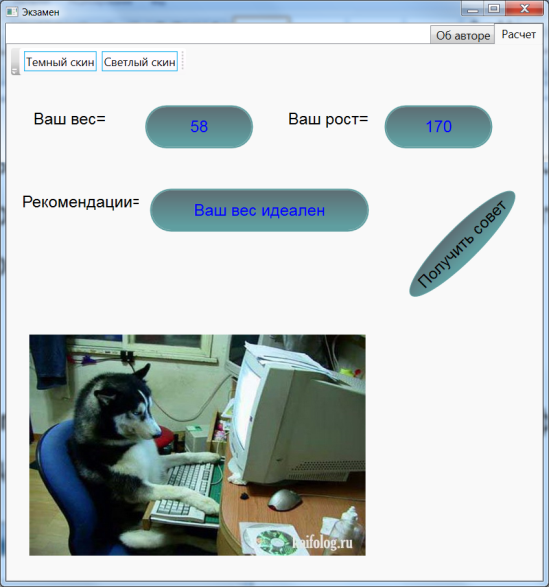 Экзамен
Об авторе
Расчет
Темный скин
Светлый скин
Ваш вес=
58
Ваш рост=
170
Рекомендации=
Ваш вес идеален
Получить совет
kaifolog.ru